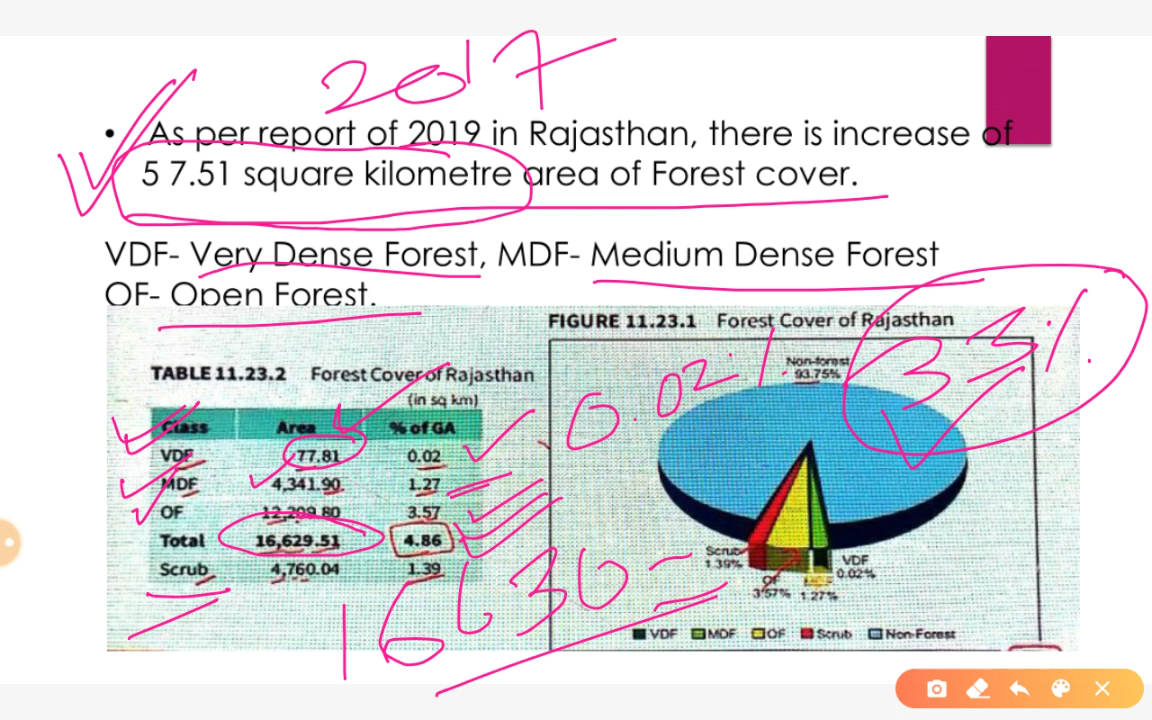 2017
• As per report of 2019 in Rajasthan, there is increase of
5 7.51 square kilometre area of Forest cover.
VDF- Very Dense Forest, MDF- Medium Dense Forest
OF- Open Forest.
33%
0.02%
TABLE 11.23.2 Forest Cover of Rajasthan
(in sq km)
Class Area % of GA
VDF 77.81 0.02
MDF 4,341.90 1.27
OF 12,209.80 3.57
Total 16,629.51 4.86
Scrub 4,760.04 1.39
16630
FIGURE 11.23.1 Forest Cover of Rajasthan
Non-forest
93.75%
Scrub
1.39%
OF
3.57%
1.27%
VDF
0.02%
VDF MDF OF Scrub Non-Forest